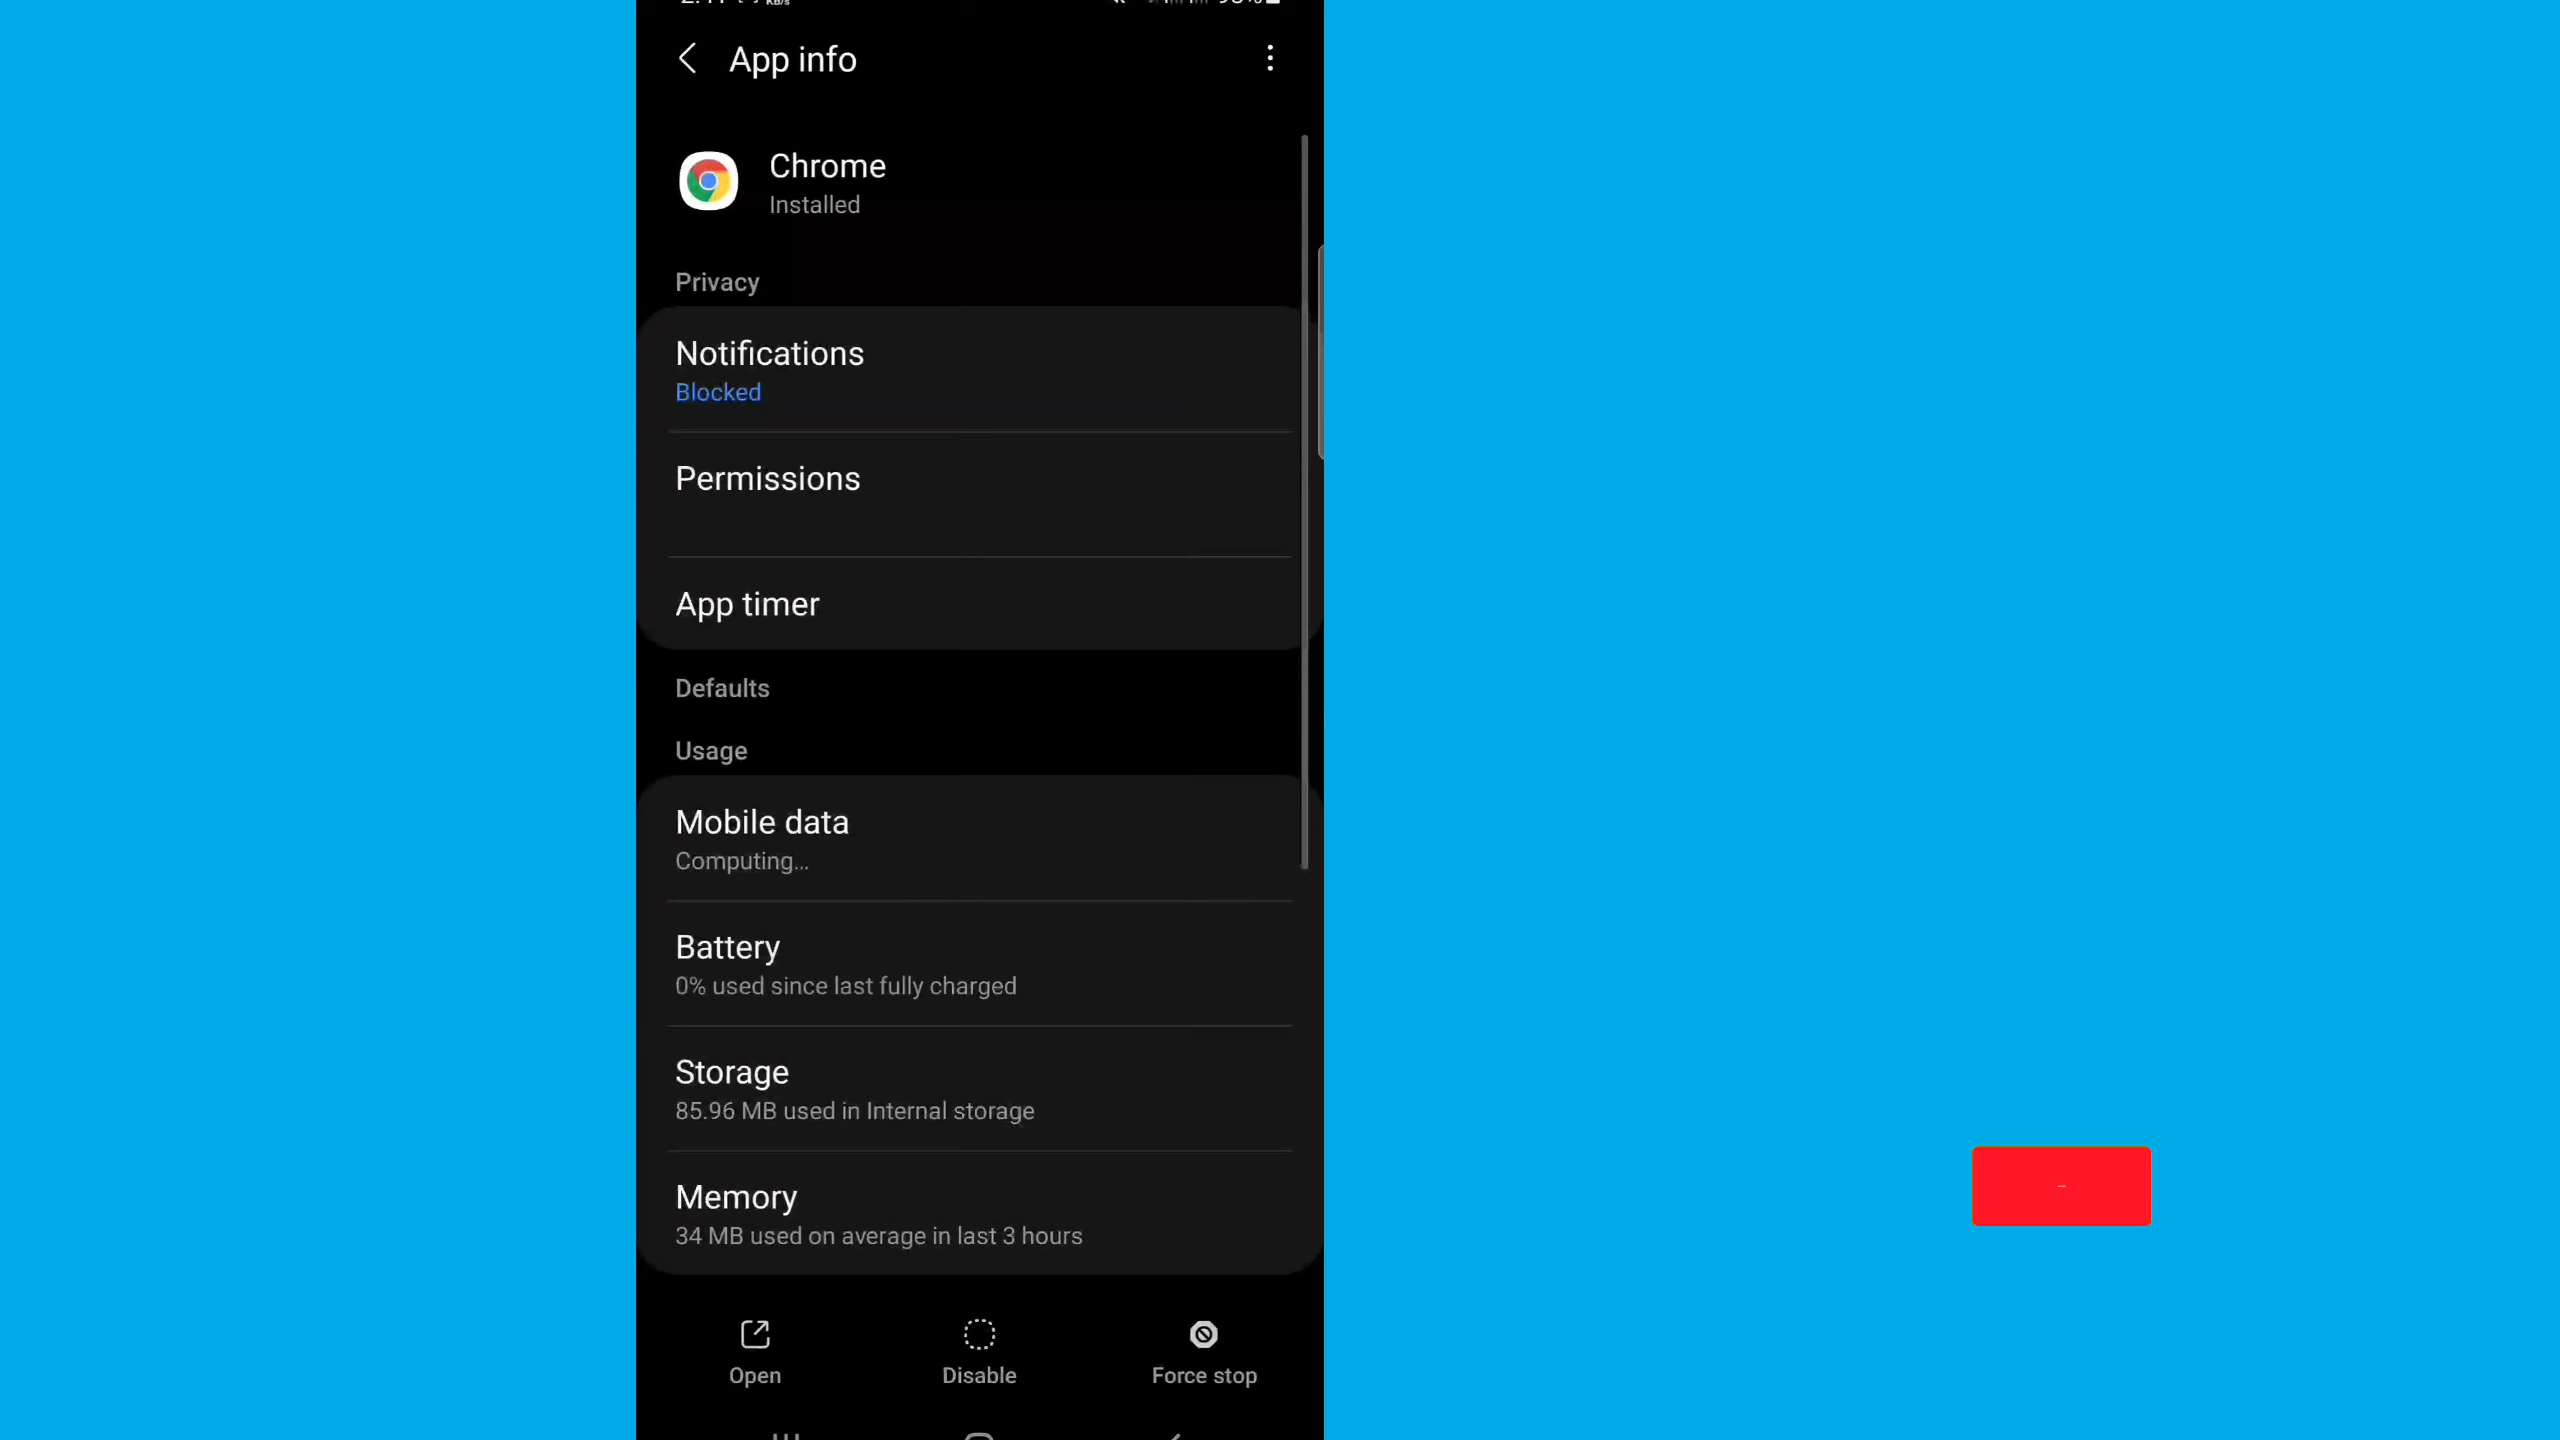 App info
Chrome
Installed
Privacy
Notifications
Blocked
Permissions
App timer
Defaults
Usage
Mobile data
Computing...
Battery
0% used since last fully charged
Storage
85.96 MB used in Internal storage
Memory
34 MB used on average in last 3 hours
Open
Disable
Force stop